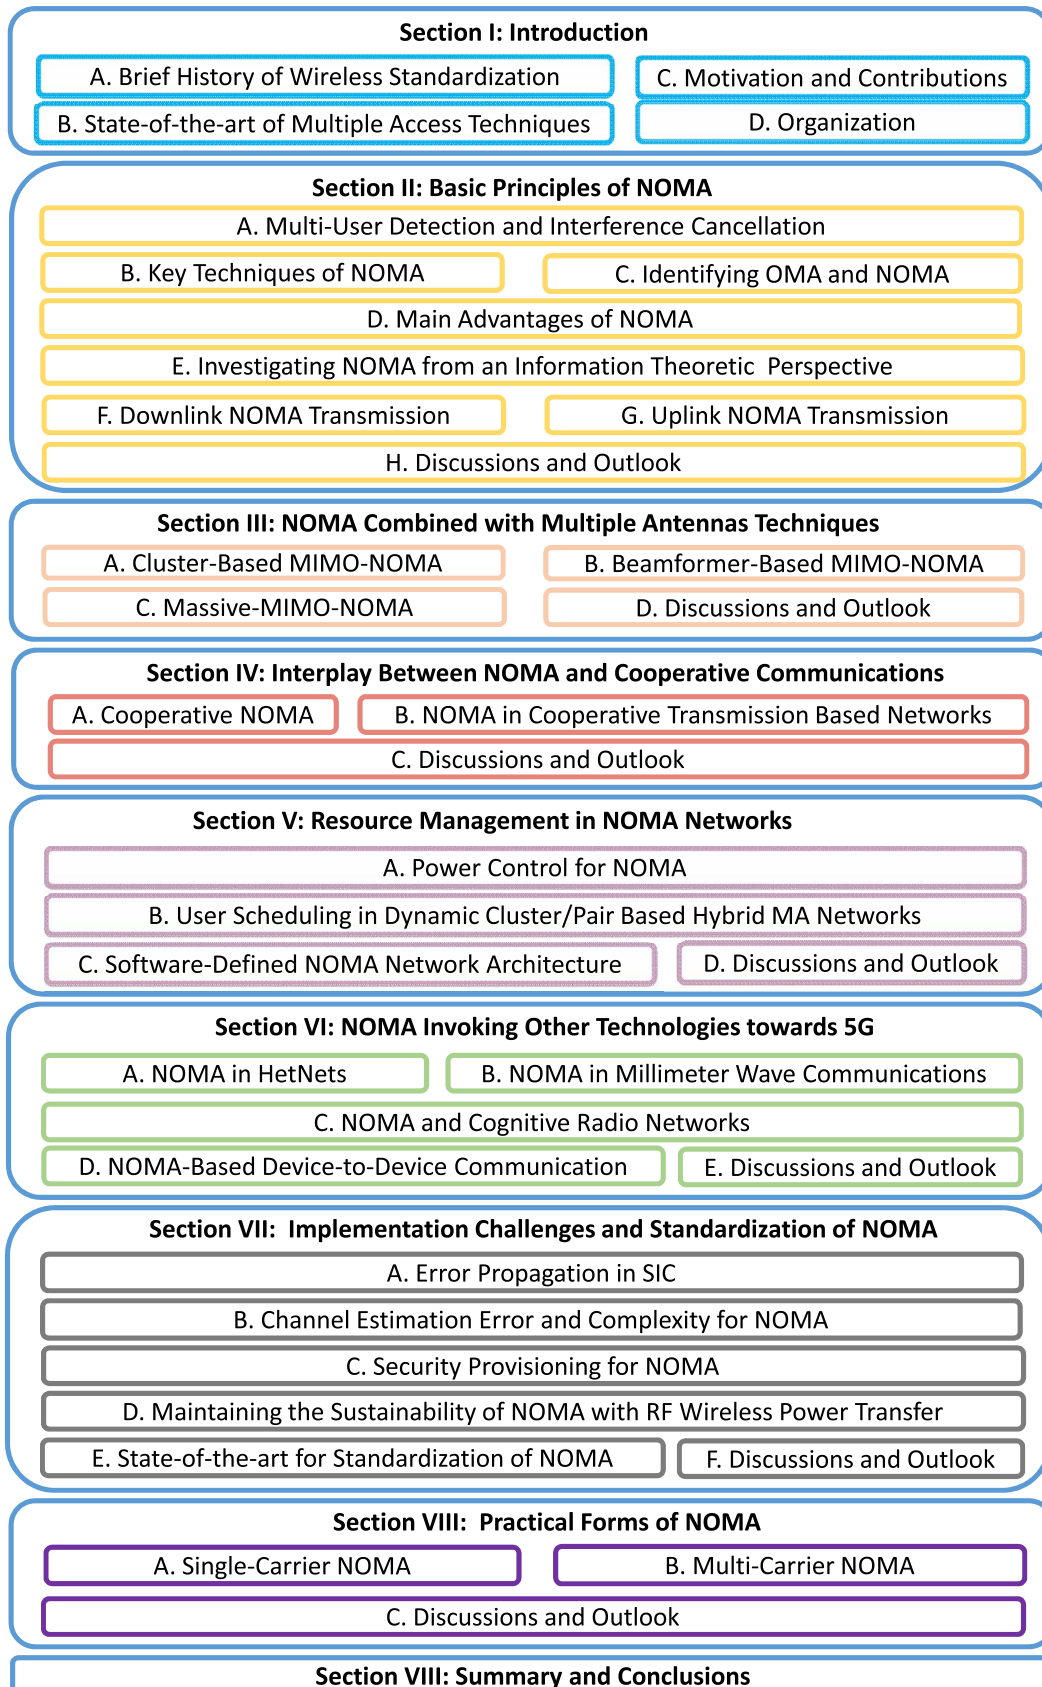 Section I: Introduction
A. Brief History of Wireless Standardization
C. Motivation and Contributions
B. State-of-the-art of Multiple Access Techniques
D. Organization
Section II: Basic Principles of NOMA
A. Multi-User Detection and Interference Cancellation
B. Key Techniques of NOMA
C. Identifying OMA and NOMA
D. Main Advantages of NOMA
E. Investigating NOMA from an Information Theoretic Perspective
F. Downlink NOMA Transmission
G. Uplink NOMA Transmission
H. Discussions and Outlook
Section III: NOMA Combined with Multiple Antennas Techniques
A. Cluster-Based MIMO-NOMA
B. Beamformer-Based MIMO-NOMA
C. Massive-MIMO-NOMA
D. Discussions and Outlook
Section IV: Interplay Between NOMA and Cooperative Communications
A. Cooperative NOMA
B. NOMA in Cooperative Transmission Based Networks
C. Discussions and Outlook
Section V: Resource Management in NOMA Networks
A. Power Control for NOMA
B. User Scheduling in Dynamic Cluster/Pair Based Hybrid MA Networks
C. Software-Defined NOMA Network Architecture
D. Discussions and Outlook
Section VI: NOMA Invoking Other Technologies towards 5G
A. NOMA in HetNets
B. NOMA in Millimeter Wave Communications
C. NOMA and Cognitive Radio Networks
D. NOMA-Based Device-to-Device Communication
E. Discussions and Outlook
Section VII: Implementation Challenges and Standardization of NOMA
A. Error Propagation in SIC
B. Channel Estimation Error and Complexity for NOMA
C. Security Provisioning for NOMA
D. Maintaining the Sustainability of NOMA with RF Wireless Power Transfer
E. State-of-the-art for Standardization of NOMA
F. Discussions and Outlook
Section VIII: Practical Forms of NOMA
A. Single-Carrier NOMA
B. Multi-Carrier NOMA
C. Discussions and Outlook
Section VIII: Summary and Conclusions